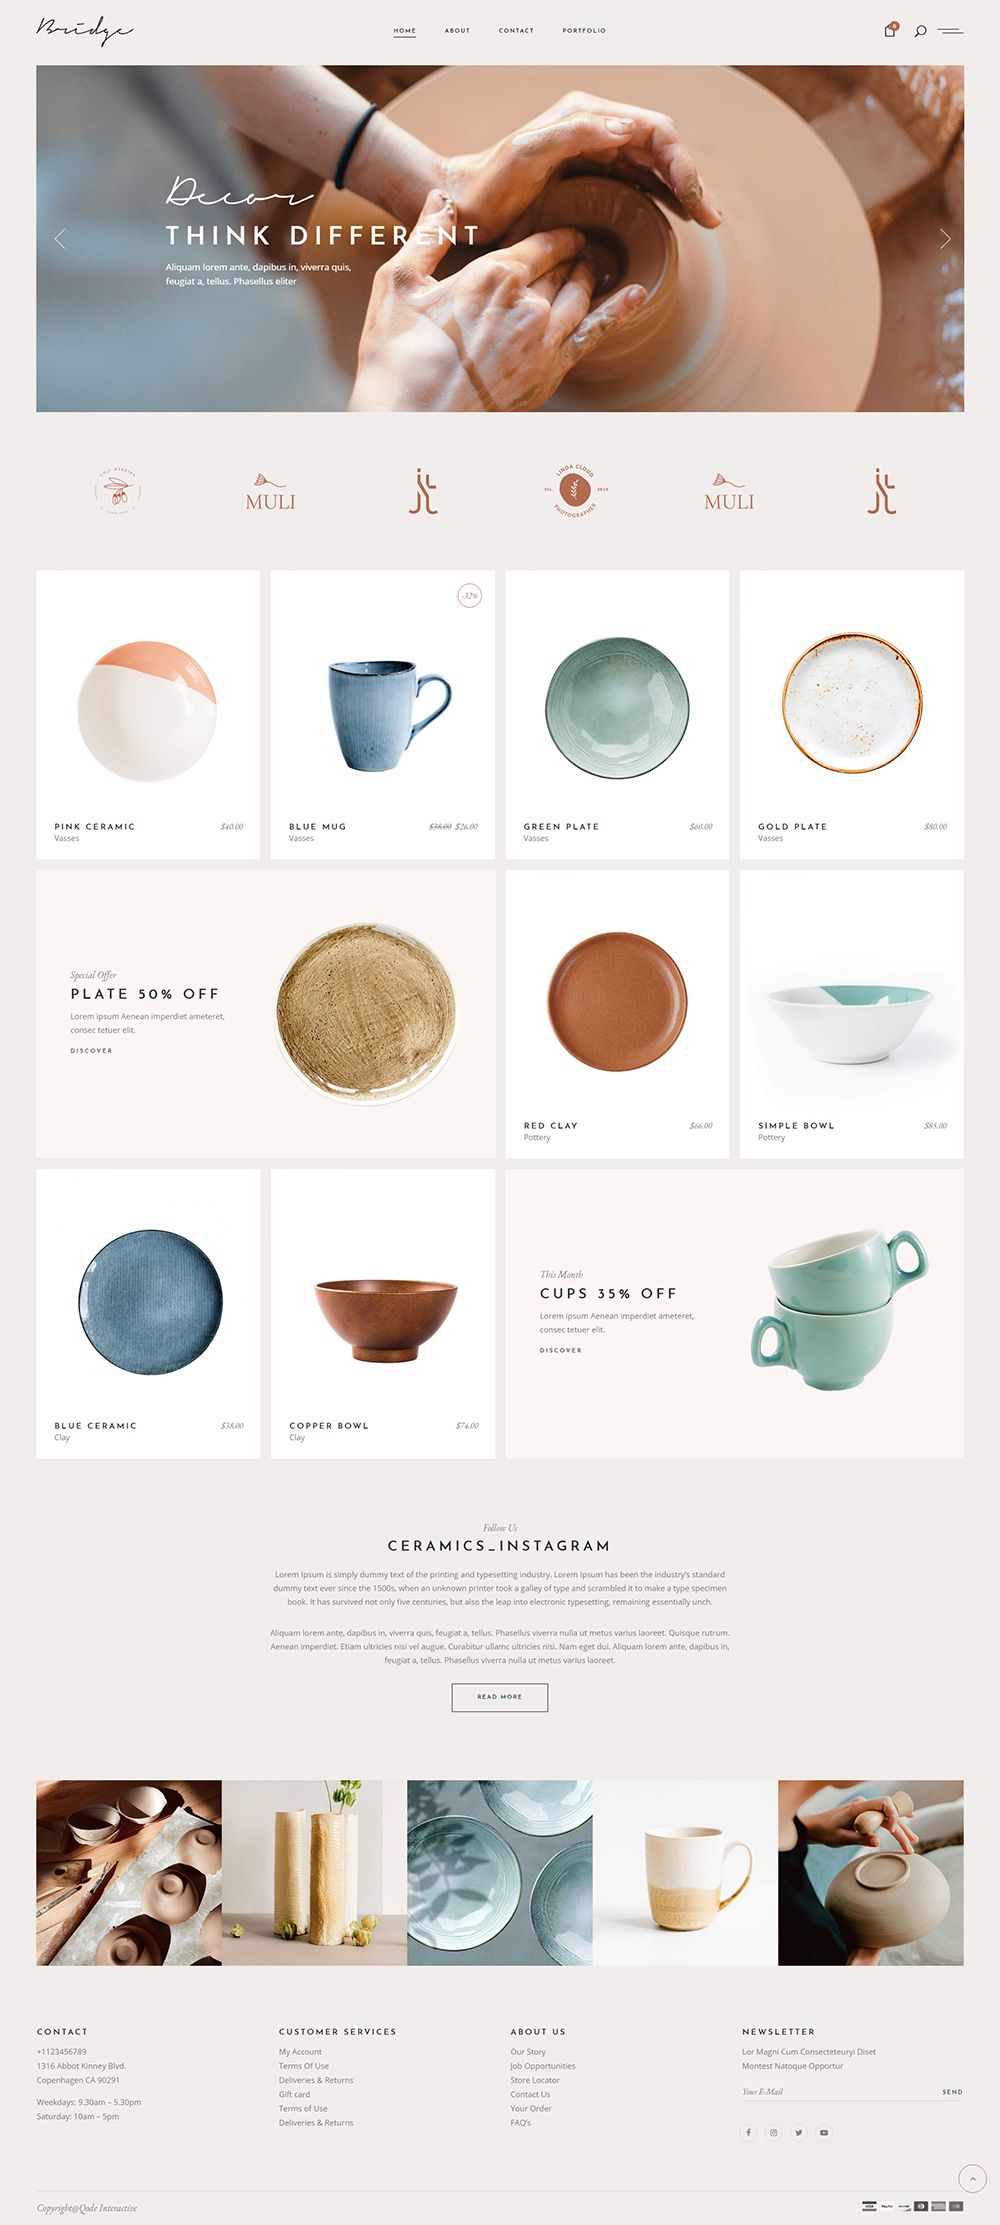 Bridge
HOME ABOUT CONTACT PORTFOLIO
0
Decor
THINK DIFFERENT
Aliquam lorem ante, dapibus in, viverra quis,
feugiat a, tellus. Phasellus eliter
GOJI BERRIES
MULI
LINDA CLOUD
Est. 2019
PHOTOGRAPHER
MULI
-32%
PINK CERAMIC $40.00
Vasses
BLUE MUG $38.00 $26.00
Vasses
GREEN PLATE $60.00
Vasses
GOLD PLATE $80.00
Vasses
Special Offer
PLATE 50% OFF
Lorem ipsum Aenean imperdiet ameteret,
consec tetuer elit.
DISCOVER
RED CLAY $66.00
Pottery
SIMPLE BOWL $85.00
Pottery
BLUE CERAMIC $38.00
Clay
COPPER BOWL $74.00
Clay
This Month
CUPS 35% OFF
Lorem ipsum Aenean imperdiet ameteret,
consec tetuer elit.
DISCOVER
Follow Us
CERAMICS_INSTAGRAM
Lorem Ipsum is simply dummy text of the printing and typesetting industry. Lorem Ipsum has been the industry's standard
dummy text ever since the 1500s, when an unknown printer took a galley of type and scrambled it to make a type specimen
book. It has survived not only five centuries, but also the leap into electronic typesetting, remaining essentially unch.
Aliquam lorem ante, dapibus in, viverra quis, feugiat a, tellus. Phasellus viverra nulla ut metus varius laoreet. Quisque rutrum.
Aenean imperdiet. Etiam ultricies nisi vel augue. Curabitur ullamc ultricies nisi. Nam eget dui. Aliquam lorem ante, dapibus in,
feugiat a, tellus. Phasellus viverra nulla ut metus varius laoreet.
READ MORE
CONTACT
+1123456789
1316 Abbot Kinney Blvd.
Copenhagen CA 90291
Weekdays: 9.30am – 5.30pm
Saturday: 10am – 5pm
CUSTOMER SERVICES
My Account
Terms Of Use
Deliveries & Returns
Gift card
Terms of Use
Deliveries & Returns
ABOUT US
Our Story
Job Opportunities
Store Locator
Contact Us
Your Order
FAQ's
NEWSLETTER
Lor Magni Cum Consecteteuryi Diset
Montest Natoque Opportur
Your E-Mail SEND
Copyright@Qode Interactive
VISA PayPal